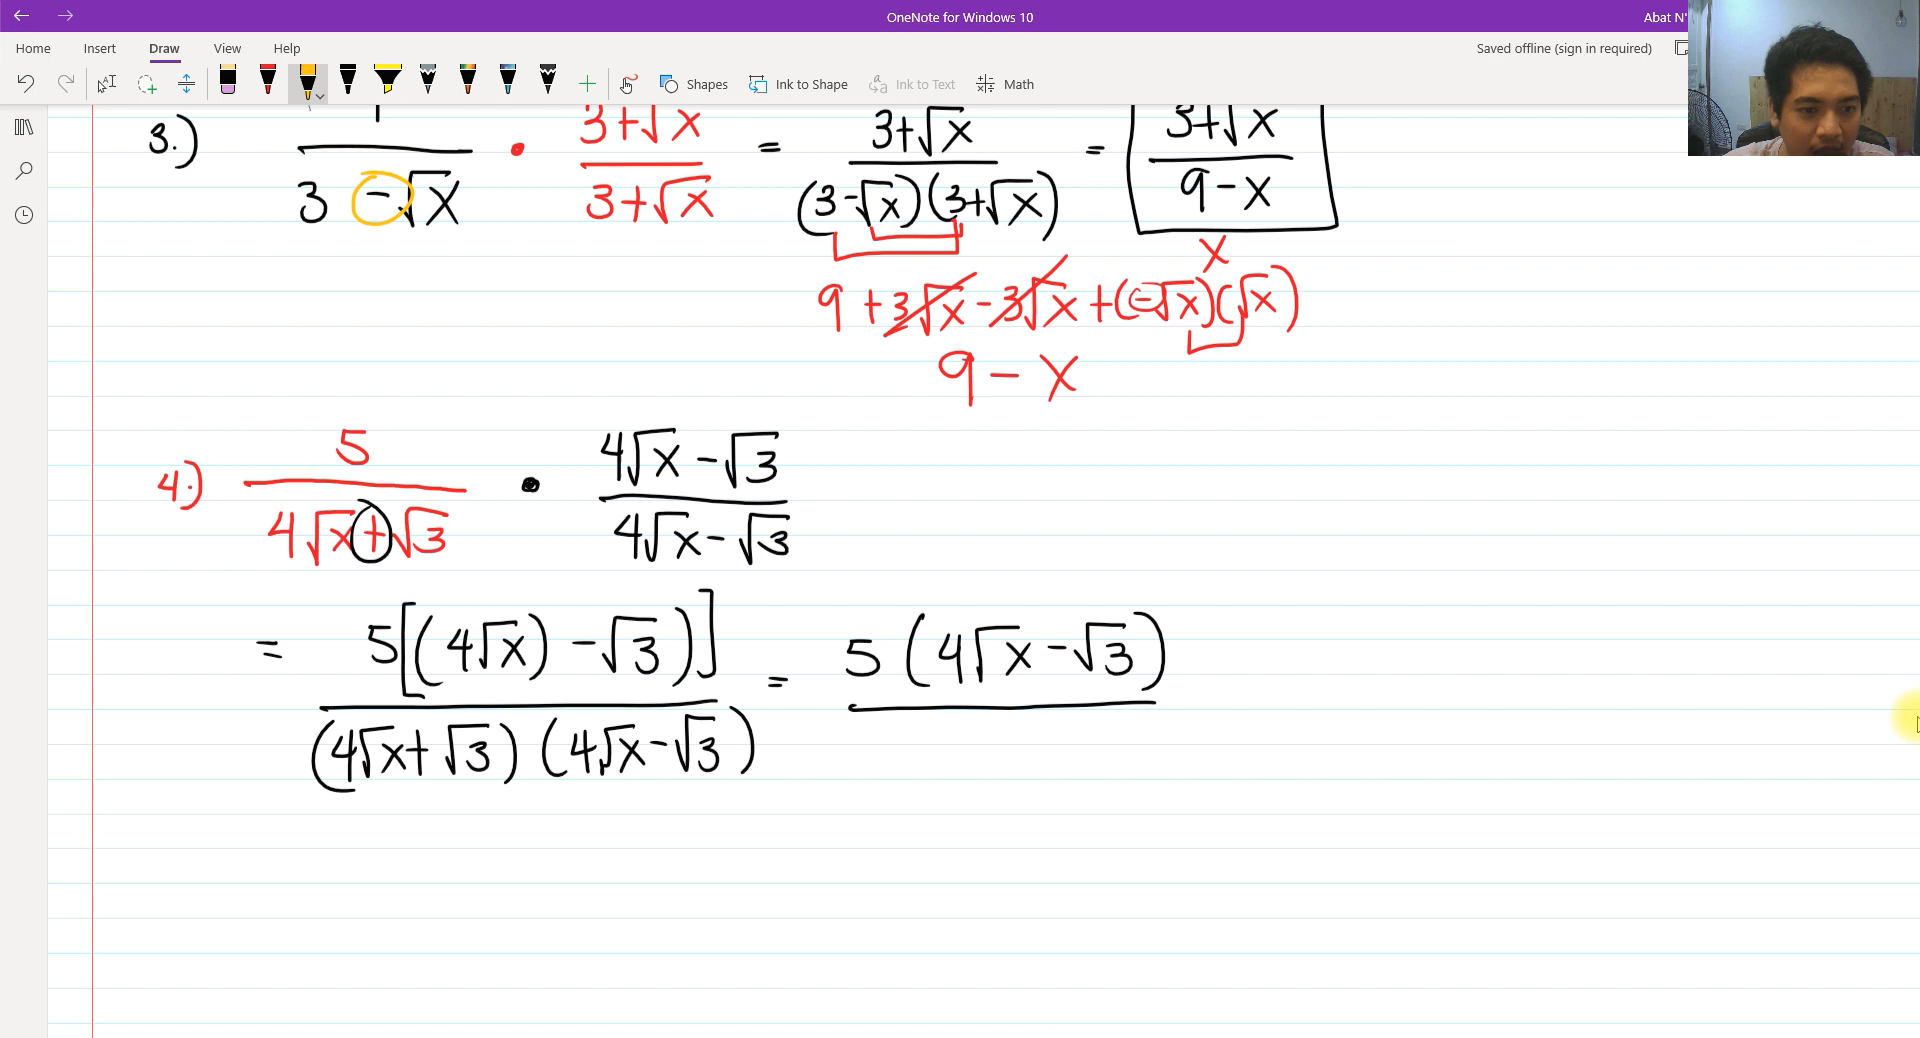 OneNote for Windows 10
Abat N'
Home Insert Draw View Help
Saved offline (sign in required)
Shapes Ink to Shape Ink to Text Math
3.) 1 / (3 - √x) • (3+√x) / (3+√x) = (3+√x) / ((3-√x)(3+√x)) = (3+√x) / (9-x)
x
9 + 3√x - 3√x + (-√x)(√x)
9 - x
4.) 5 / (4√x+√3) • (4√x-√3) / (4√x-√3)
= 5[(4√x) -√3)] / ((4√x+√3)(4√x-√3)) = 5(4√x-√3)